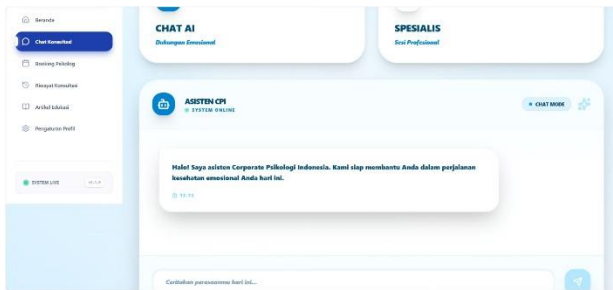 Beranda
Chat Konsultasi
Booking Psikolog
Riwayat Konsultasi
Artikel Edukasi
Pengaturan Profil
SYSTEM LIVE
CHAT AI
Dukungan Emosional
SPESIALIS
Sesi Profesional
ASISTEN CPI
SYSTEM ONLINE
CHAT MODE
Halo! Saya asisten Corporate Psikologi Indonesia. Kami siap membantu Anda dalam perjalanan
kesehatan emosional Anda hari ini.
Ceritakan perasaanmu hari ini...